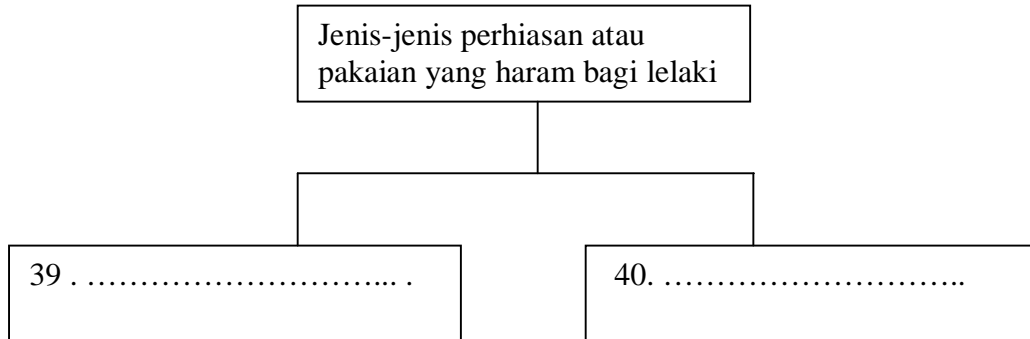 Jenis-jenis perhiasan atau
pakaian yang haram bagi lelaki
39 . ………………………... .
40. ………………………..